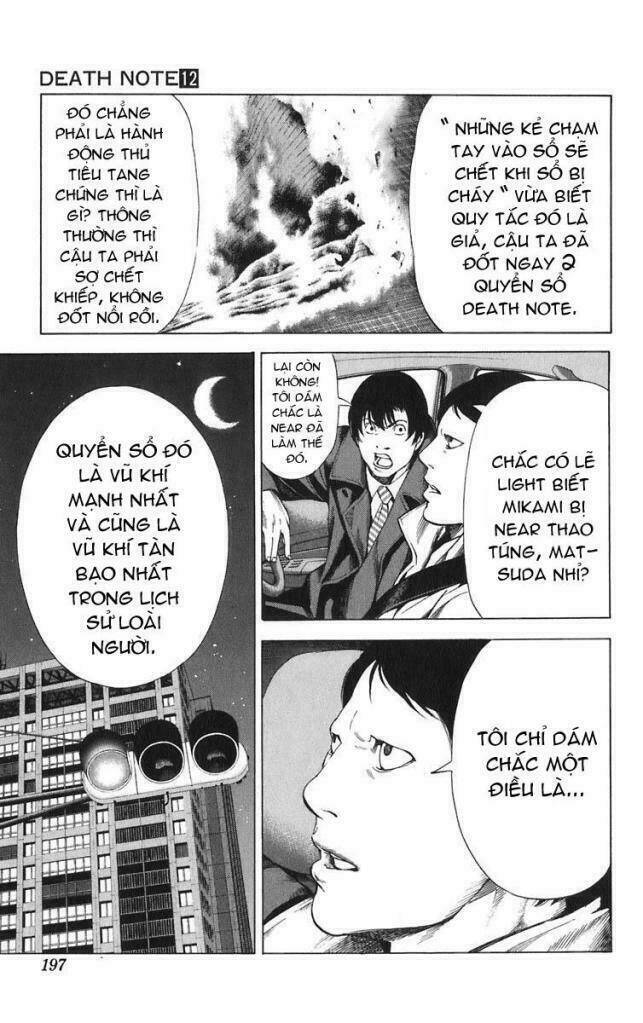 DEATH NOTE 12
“NHỮNG KẺ CHẠM
TAY VÀO SỔ SẼ
CHẾT KHI SỔ BỊ
CHÁY“ VỪA BIẾT
QUY TẮC ĐÓ LÀ
GIẢ, CẬU TA ĐÃ
ĐỐT NGAY 2
QUYỂN SỔ
DEATH NOTE.
ĐÓ CHẲNG
PHẢI LÀ HÀNH
ĐỘNG THỦ
TIÊU TANG
CHỨNG THÌ LÀ
GÌ? THÔNG
THƯỜNG THÌ
CẬU TA PHẢI
SỢ CHẾT
KHIẾP, KHÔNG
ĐỐT NỔI RỒI.
CHẮC CÓ LẼ
LIGHT BIẾT
MIKAMI BỊ
NEAR THAO
TÚNG, MAT-
SUDA NHỈ?
LẠI CÒN
KHÔNG!
TÔI DÁM
CHẮC LÀ
NEAR ĐÃ
LÀM THẾ
ĐÓ.
TÔI CHỈ DÁM
CHẮC MỘT
ĐIỀU LÀ...
QUYỂN SỔ ĐÓ
LÀ VŨ KHÍ
MẠNH NHẤT
VÀ CŨNG LÀ
VŨ KHÍ TÀN
BẠO NHẤT
TRONG LỊCH
SỬ LOÀI
NGƯỜI.
197